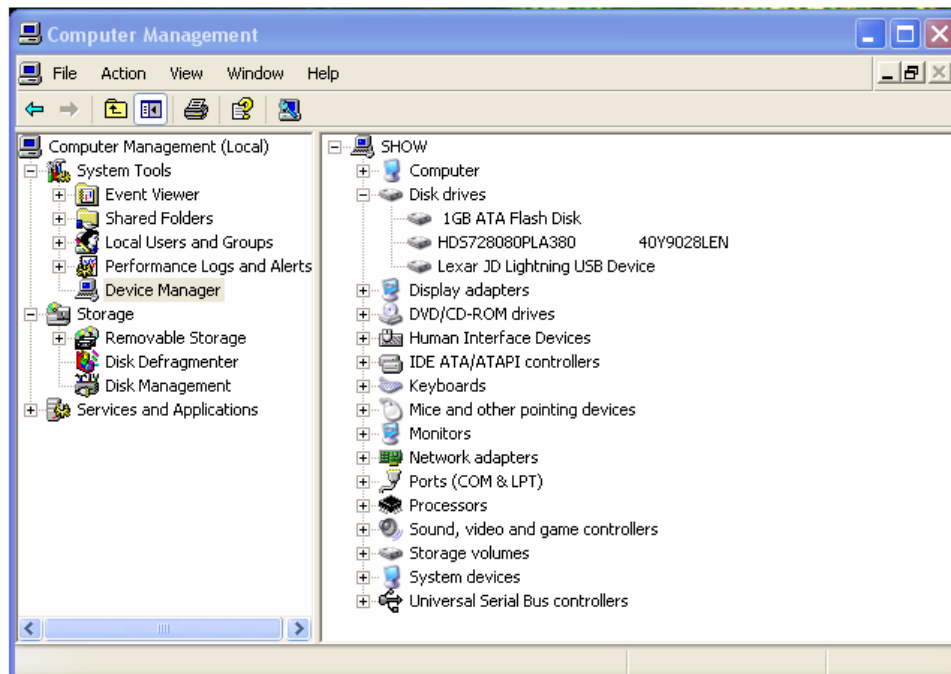 Computer Management
File Action View Window Help
Computer Management (Local)
System Tools
Event Viewer
Shared Folders
Local Users and Groups
Performance Logs and Alerts
Device Manager
Storage
Removable Storage
Disk Defragmenter
Disk Management
Services and Applications
SHOW
Computer
Disk drives
1GB ATA Flash Disk
HDS728080PLA380 40Y9028LEN
Lexar JD Lightning USB Device
Display adapters
DVD/CD-ROM drives
Human Interface Devices
IDE ATA/ATAPI controllers
Keyboards
Mice and other pointing devices
Monitors
Network adapters
Ports (COM & LPT)
Processors
Sound, video and game controllers
Storage volumes
System devices
Universal Serial Bus controllers